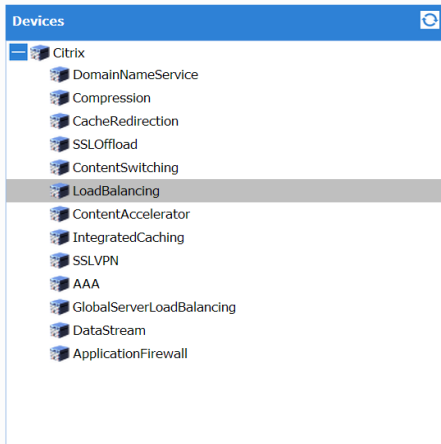 Devices
Citrix
DomainNameService
Compression
CacheRedirection
SSLOffload
ContentSwitching
LoadBalancing
ContentAccelerator
IntegratedCaching
SSLVPN
AAA
GlobalServerLoadBalancing
DataStream
ApplicationFirewall